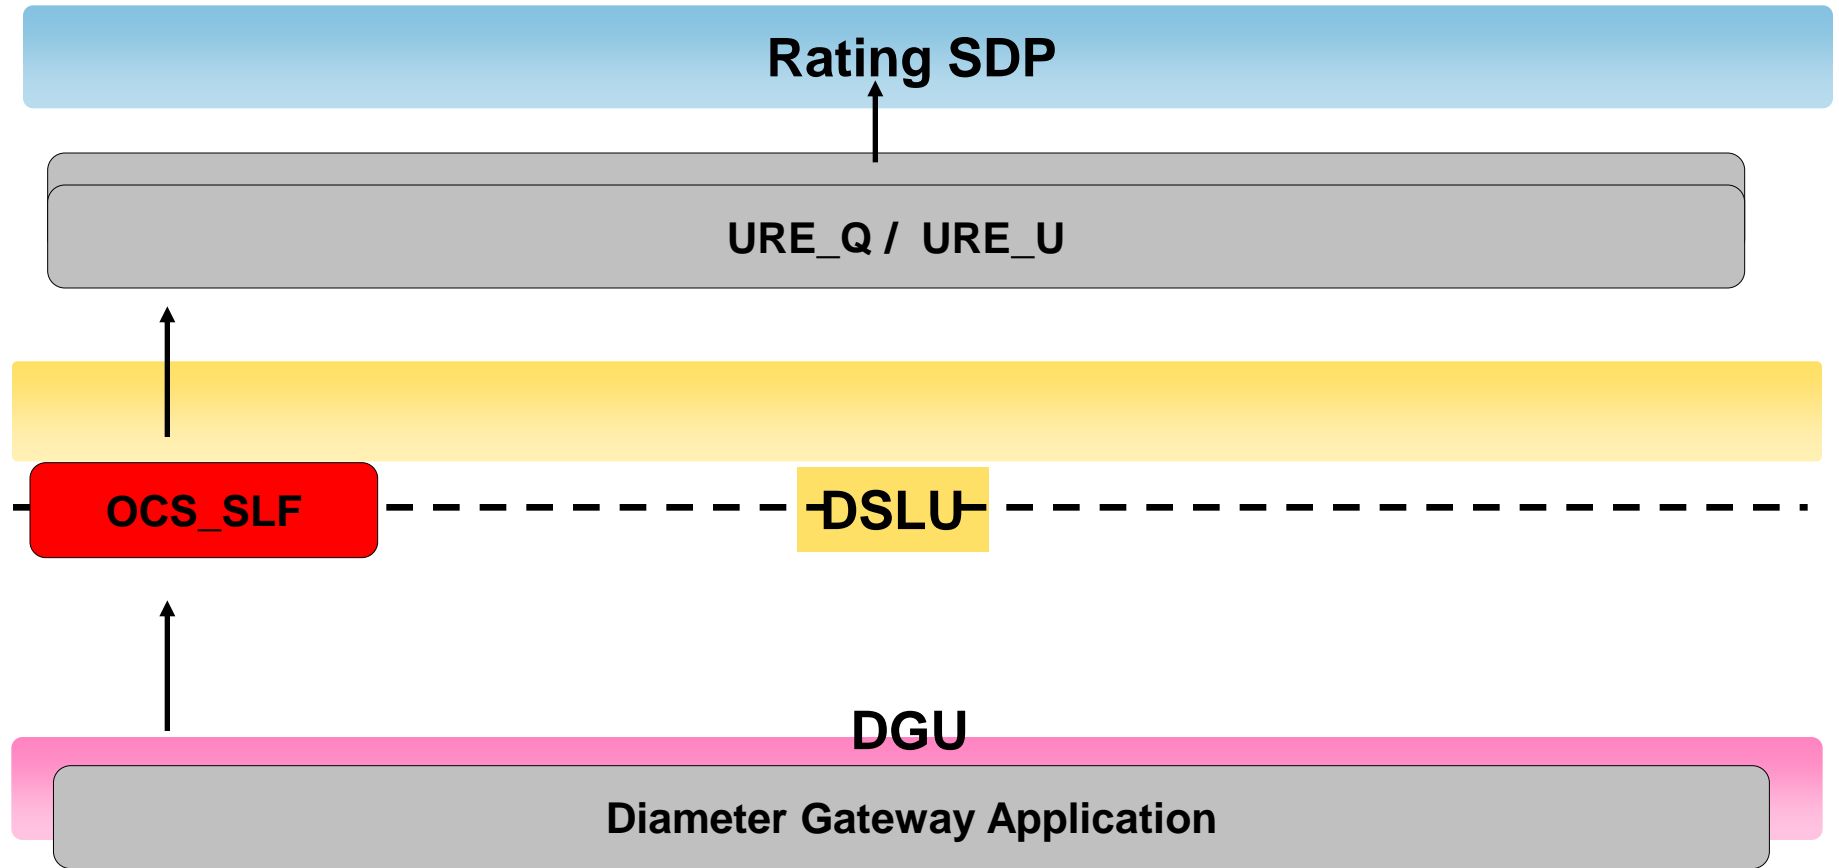 Rating SDP
URE_Q / URE_U
OCS_SLF
DSLU
DGU
Diameter Gateway Application